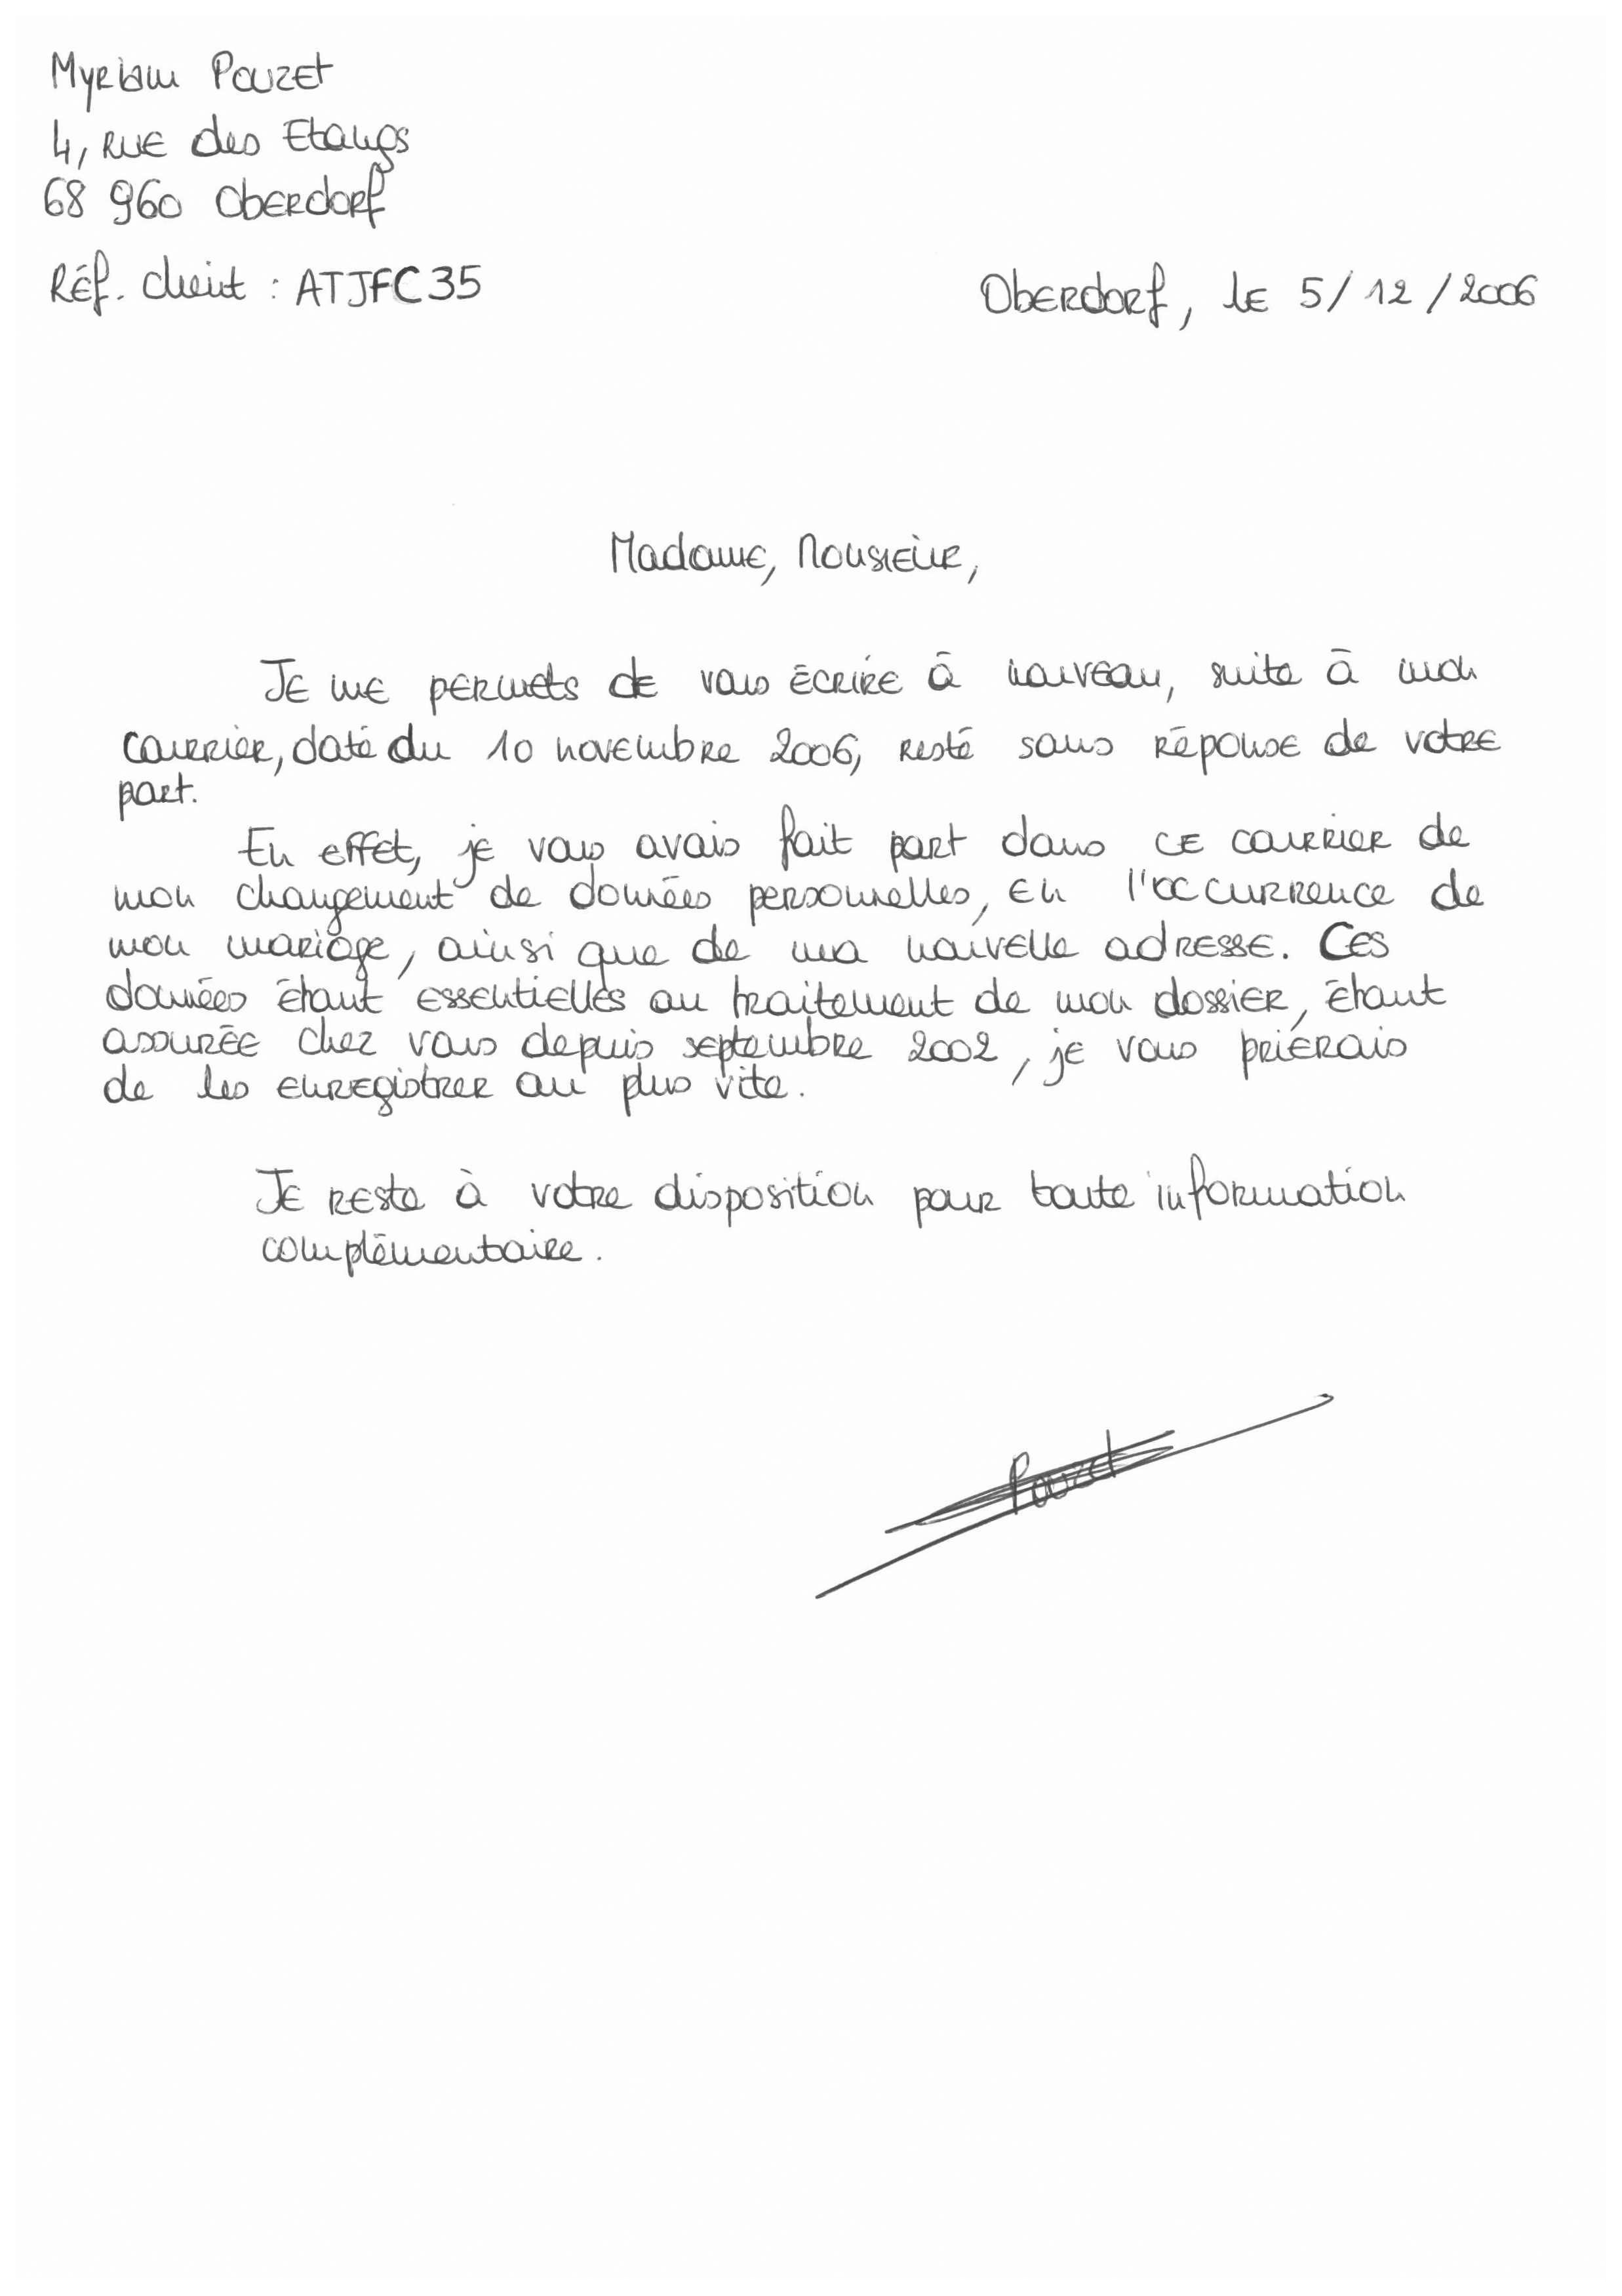 Myriam Pouzet
4, rue des Etangs
68 960 Oberdorf
Réf. client : ATJFC35
Oberdorf, le 5/12/2006
Madame, Monsieur,
Je me permets de vous écrire à nouveau, suite à mon
courrier, daté du 10 novembre 2006, resté sans réponse de votre
part.
En effet, je vous avais fait part dans ce courrier de
mon changement de données personnelles, en l'occurrence de
mon mariage, ainsi que de ma nouvelle adresse. Ces
données étant essentielles au traitement de mon dossier, étant
assurée chez vous depuis septembre 2002, je vous prierais
de les enregistrer au plus vite.
Je reste à votre disposition pour toute information
complémentaire.
Pouzet